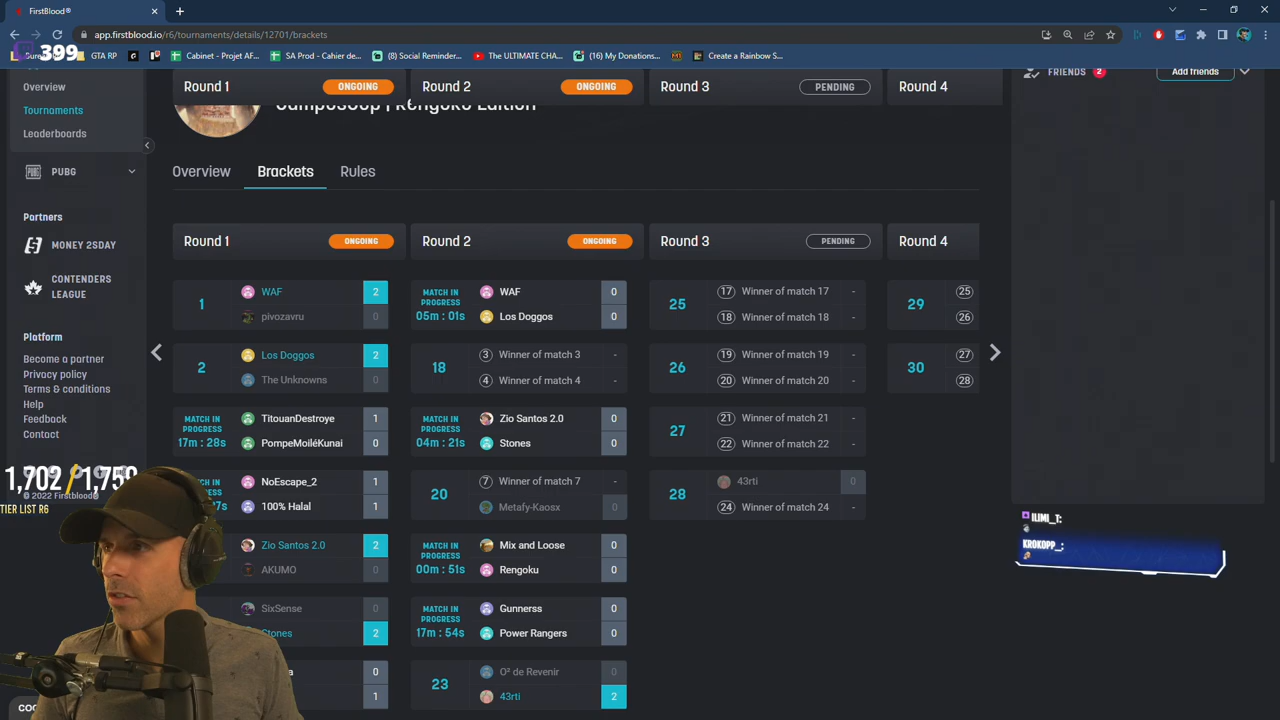 FirstBlood®
app.firstblood.io/r6/tournaments/details/12701/brackets
399
GTA RP
Cabinet - Projet AF...
SA Prod - Cahier de...
(8) Social Reminder...
The ULTIMATE CHA...
(16) My Donations...
Create a Rainbow S...
Overview
Tournaments
Leaderboards
PUBG
Partners
MONEY 2SDAY
CONTENDERS
LEAGUE
Platform
Become a partner
Privacy policy
Terms & conditions
Help
Feedback
Contact
1,702 / 1,759
© 2022 Firstblood®
TIER LIST R6
Round 1
ONGOING
Round 2
ONGOING
Round 3
PENDING
Round 4
Overview
Brackets
Rules
Round 1
ONGOING
Round 2
ONGOING
Round 3
PENDING
Round 4
1
WAF
2
pivozavru
0
2
Los Doggos
2
The Unknowns
0
MATCH IN
PROGRESS
17m : 28s
TitouanDestroye
1
PompeMoiléKunai
0
NoEscape_2
1
100% Halal
1
Zio Santos 2.0
2
AKUMO
0
SixSense
0
Stones
2
0
1
MATCH IN
PROGRESS
05m : 01s
WAF
0
Los Doggos
0
18
3
Winner of match 3
-
4
Winner of match 4
-
MATCH IN
PROGRESS
04m : 21s
Zio Santos 2.0
0
Stones
0
20
7
Winner of match 7
-
Metafy-Kaosx
0
MATCH IN
PROGRESS
00m : 51s
Mix and Loose
0
Rengoku
0
MATCH IN
PROGRESS
17m : 54s
Gunnerss
0
Power Rangers
0
23
O² de Revenir
0
43rti
2
25
17
Winner of match 17
-
18
Winner of match 18
-
26
19
Winner of match 19
-
20
Winner of match 20
-
27
21
Winner of match 21
-
22
Winner of match 22
-
28
43rti
0
24
Winner of match 24
-
29
25
26
30
27
28
FRIENDS
2
Add friends
ILIMI_T:
KROKOPP_: